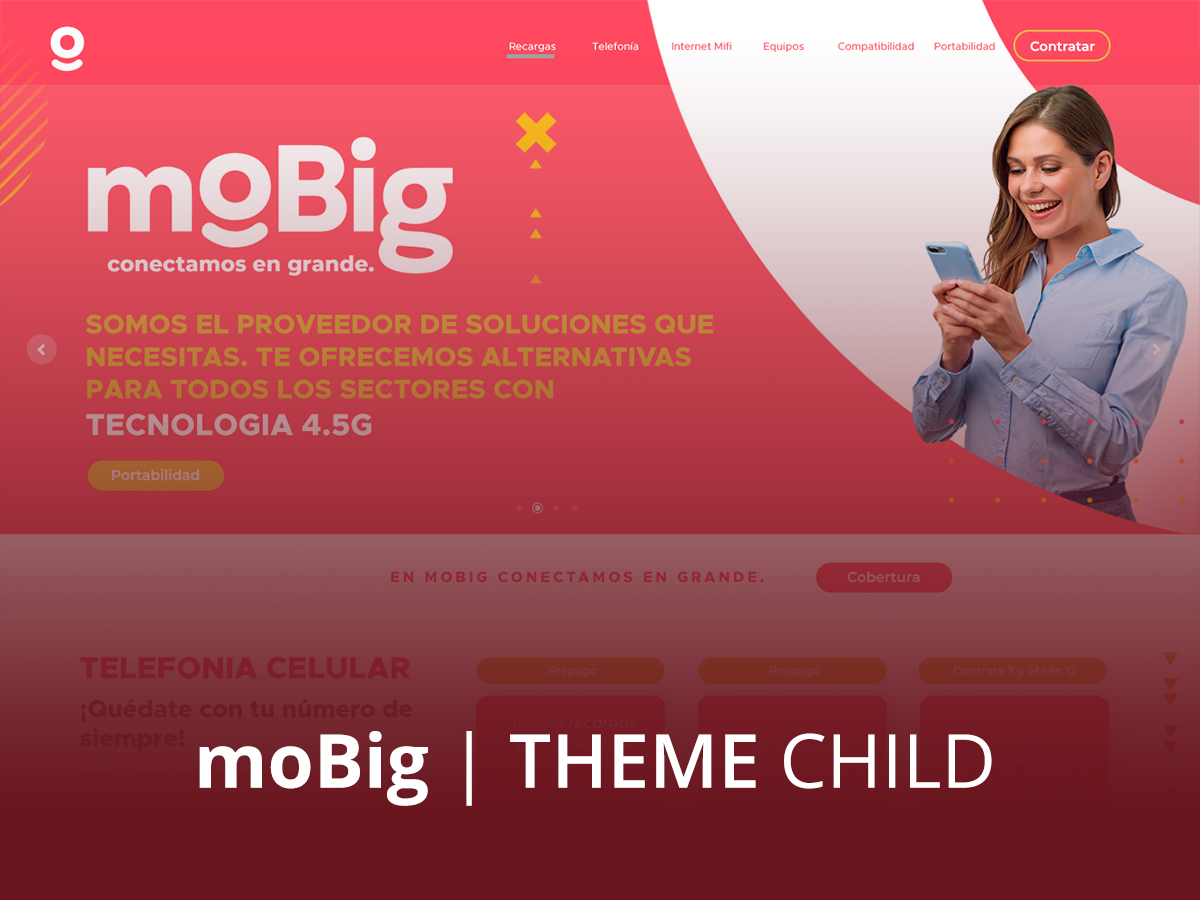 Recargas Telefonía Internet Mifi Equipos Compatibilidad Portabilidad Contratar
moBig
conectamos en grande.
SOMOS EL PROVEEDOR DE SOLUCIONES QUE
NECESITAS. TE OFRECEMOS ALTERNATIVAS
PARA TODOS LOS SECTORES CON
TECNOLOGIA 4.5G
Portabilidad
EN MOBIG CONECTAMOS EN GRANDE.
Cobertura
TELEFONIA CELULAR
¡Quédate con tu número de
siempre!
Prepago
Pospago
Contrata 7 y obtén 12
Realiza recargas
moBig | THEME CHILD